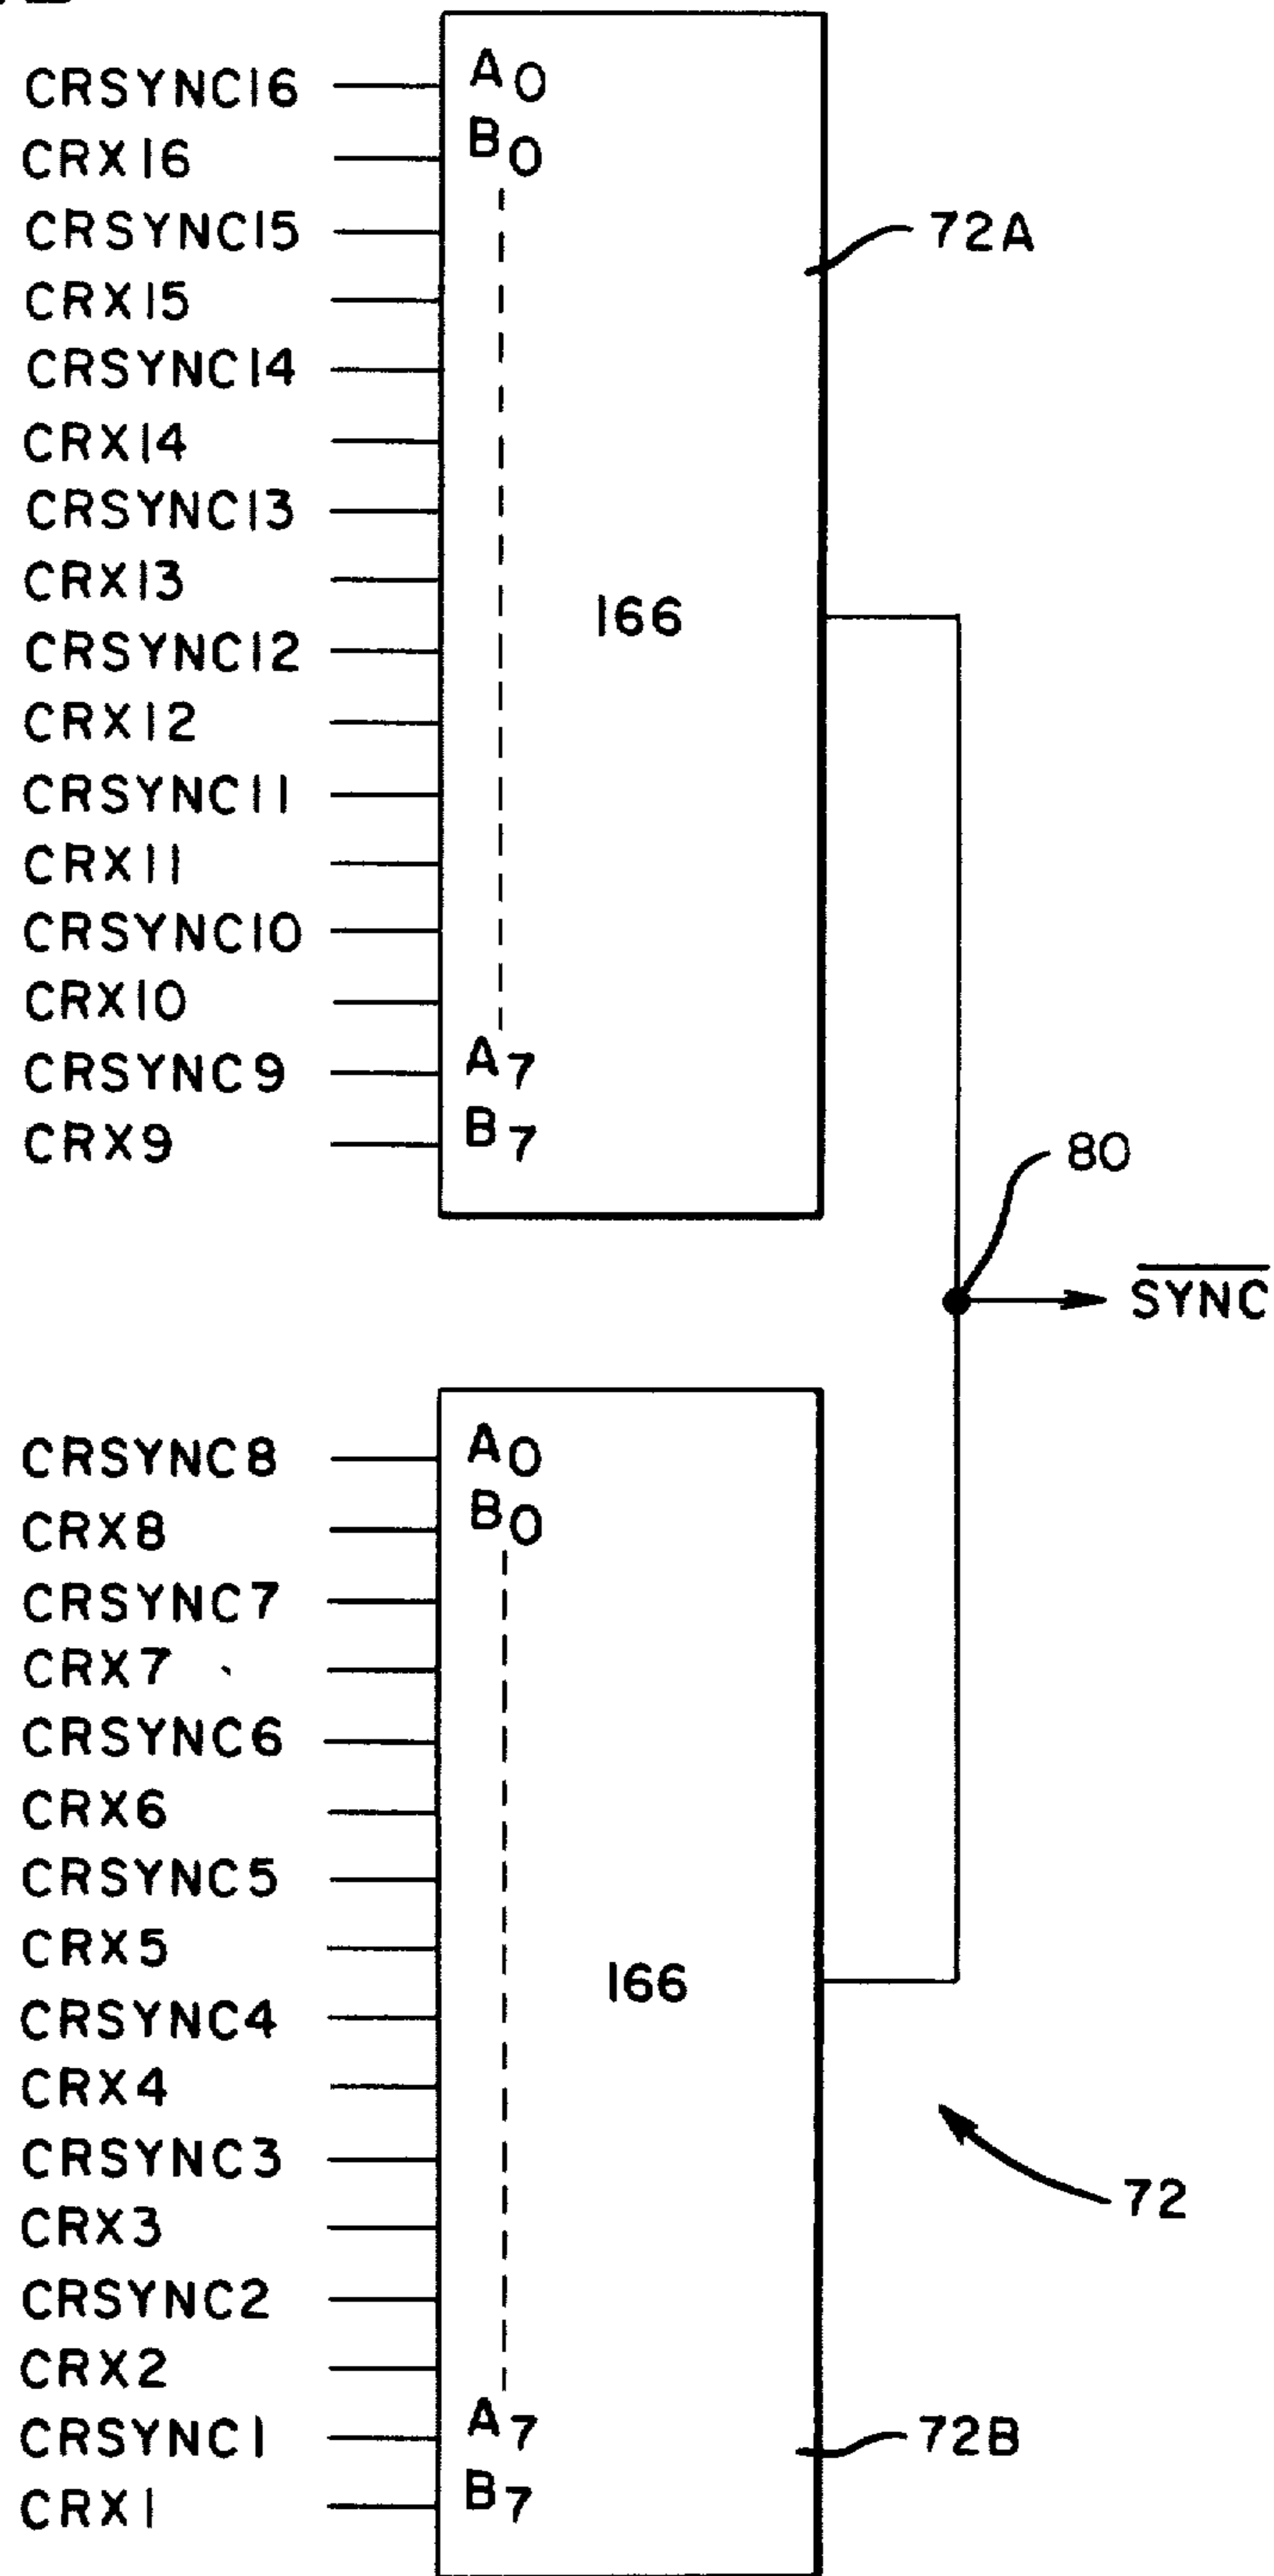 CRSYNC16 A0
CRX16 B0
CRSYNC15
72A
CRX15
CRSYNC14
CRX14
CRSYNC13
CRX13
166
CRSYNC12
CRX12
CRSYNC11
CRX11
CRSYNC10
CRX10
CRSYNC9 A7
CRX9 B7
80
SYNC
CRSYNC8 A0
CRX8 B0
CRSYNC7
CRX7
CRSYNC6
CRX6
CRSYNC5
CRX5
166
CRSYNC4
CRX4
CRSYNC3
72
CRX3
CRSYNC2
CRX2
CRSYNC1 A7
72B
CRX1 B7